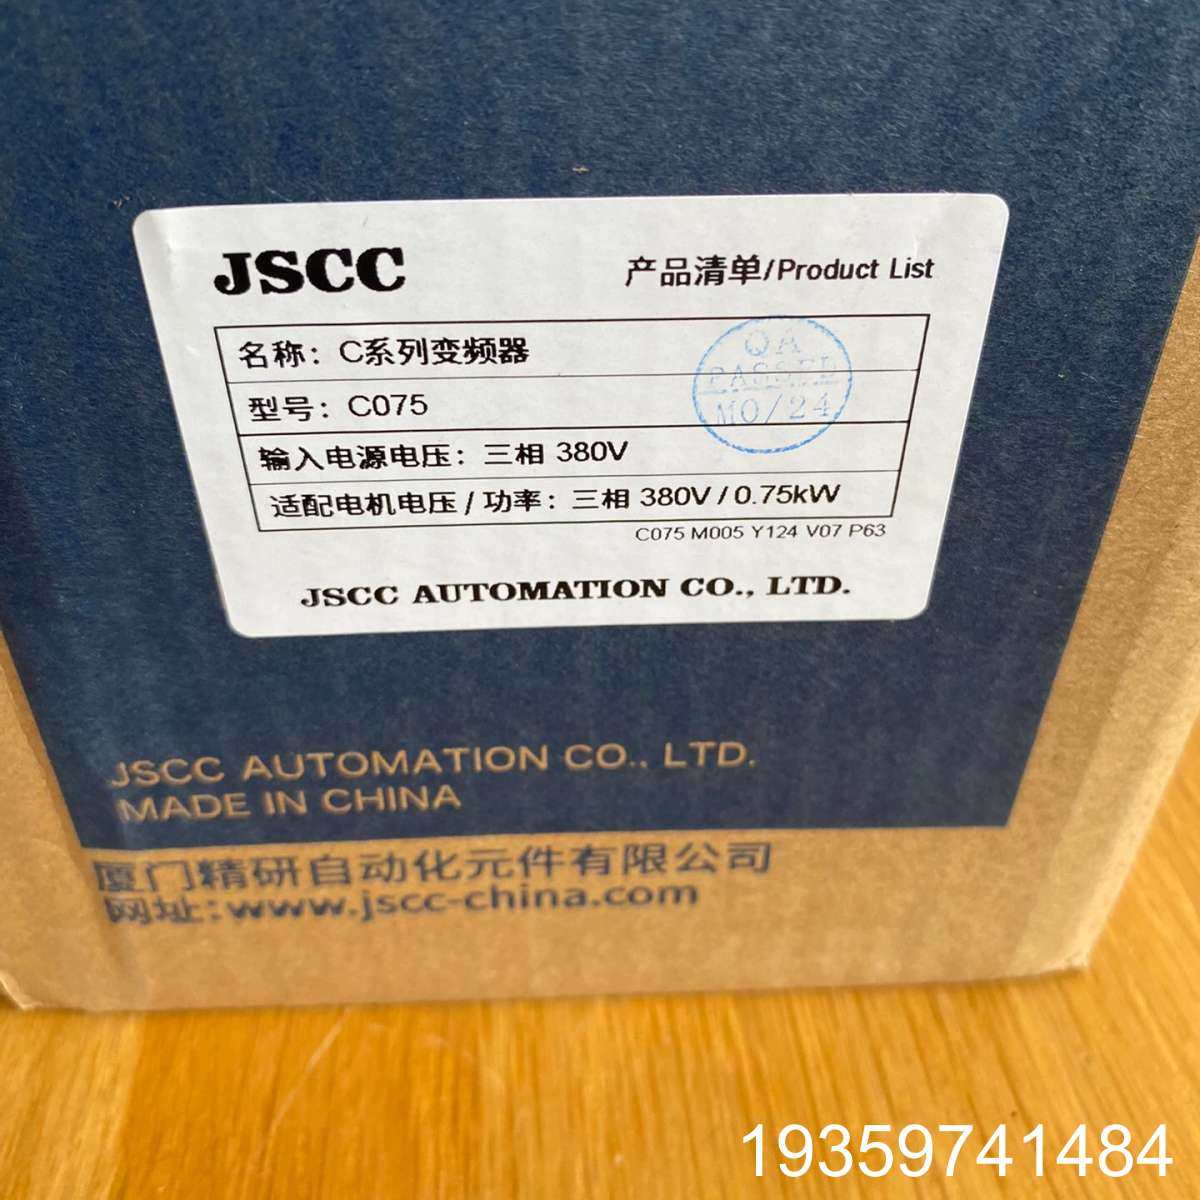 JSCC
产品清单/Product List
名称：C系列变频器
型号：C075
QA
PASSED
M0/24
输入电源电压：三相 380V
适配电机电压/功率：三相 380V/0.75kW
C075 M005 Y124 V07 P63
JSCC AUTOMATION CO., LTD.
JSCC AUTOMATION CO., LTD.
MADE IN CHINA
厦门精研自动化元件有限公司
网址:www.jscc-china.com
19359741484